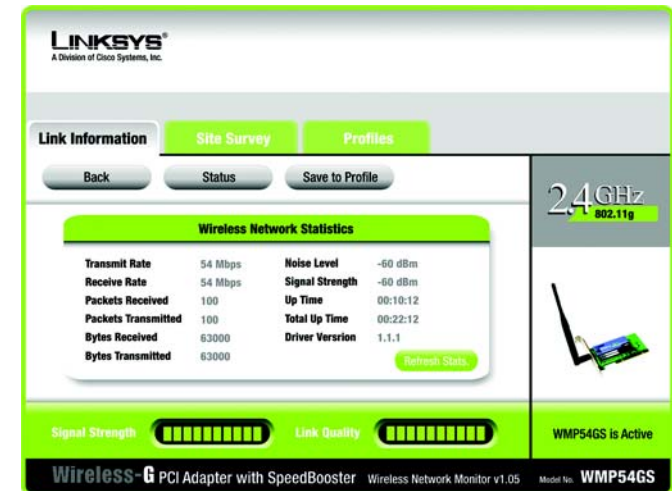 LINKSYS®
A Division of Cisco Systems, Inc.
Link Information
Site Survey
Profiles
Back
Status
Save to Profile
2.4GHz
802.11g
Wireless Network Statistics
Transmit Rate 54 Mbps Noise Level -60 dBm
Receive Rate 54 Mbps Signal Strength -60 dBm
Packets Received 100 Up Time 00:10:12
Packets Transmitted 100 Total Up Time 00:22:12
Bytes Received 63000 Driver Versrion 1.1.1
Bytes Transmitted 63000
Refresh Stats.
Signal Strength
Link Quality
WMP54GS is Active
Wireless-G PCI Adapter with SpeedBooster Wireless Network Monitor v1.05 Model No. WMP54GS